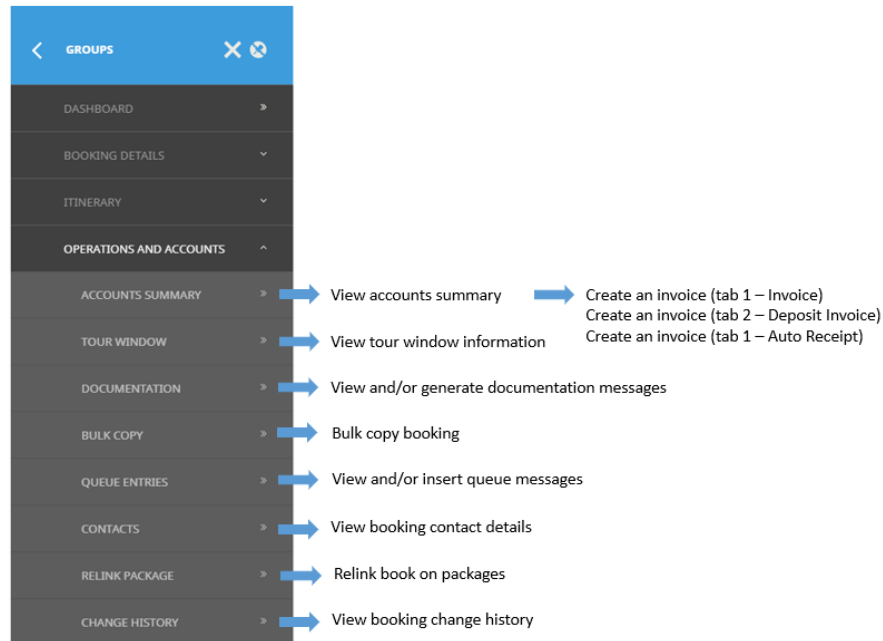 GROUPS
DASHBOARD
BOOKING DETAILS
ITINERARY
OPERATIONS AND ACCOUNTS
ACCOUNTS SUMMARY
View accounts summary
Create an invoice (tab 1 – Invoice)
Create an invoice (tab 2 – Deposit Invoice)
Create an invoice (tab 1 – Auto Receipt)
TOUR WINDOW
View tour window information
DOCUMENTATION
View and/or generate documentation messages
BULK COPY
Bulk copy booking
QUEUE ENTRIES
View and/or insert queue messages
CONTACTS
View booking contact details
RELINK PACKAGE
Relink book on packages
CHANGE HISTORY
View booking change history